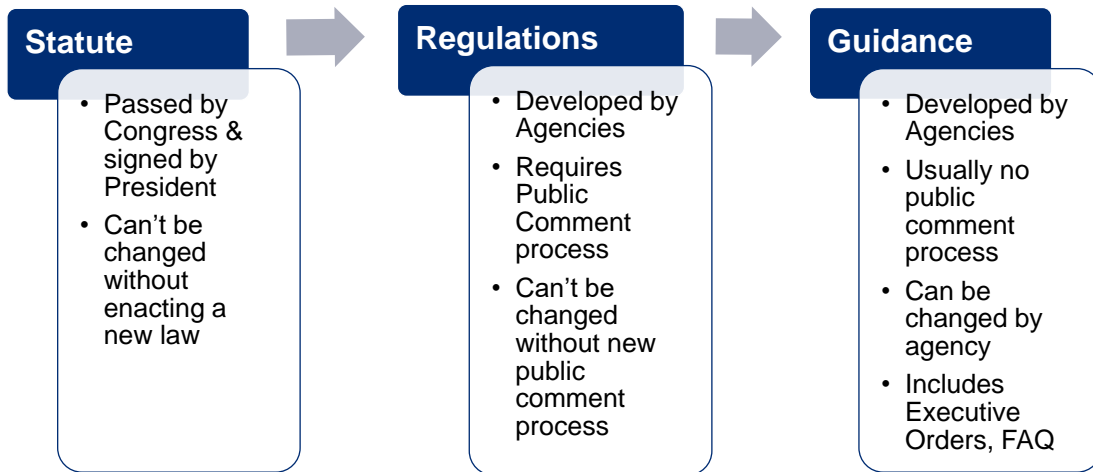 Statute
• Passed by
Congress &
signed by
President
• Can’t be
changed
without
enacting a
new law
Regulations
• Developed by
Agencies
• Requires
Public
Comment
process
• Can’t be
changed
without new
public
comment
process
Guidance
• Developed by
Agencies
• Usually no
public
comment
process
• Can be
changed by
agency
• Includes
Executive
Orders, FAQ